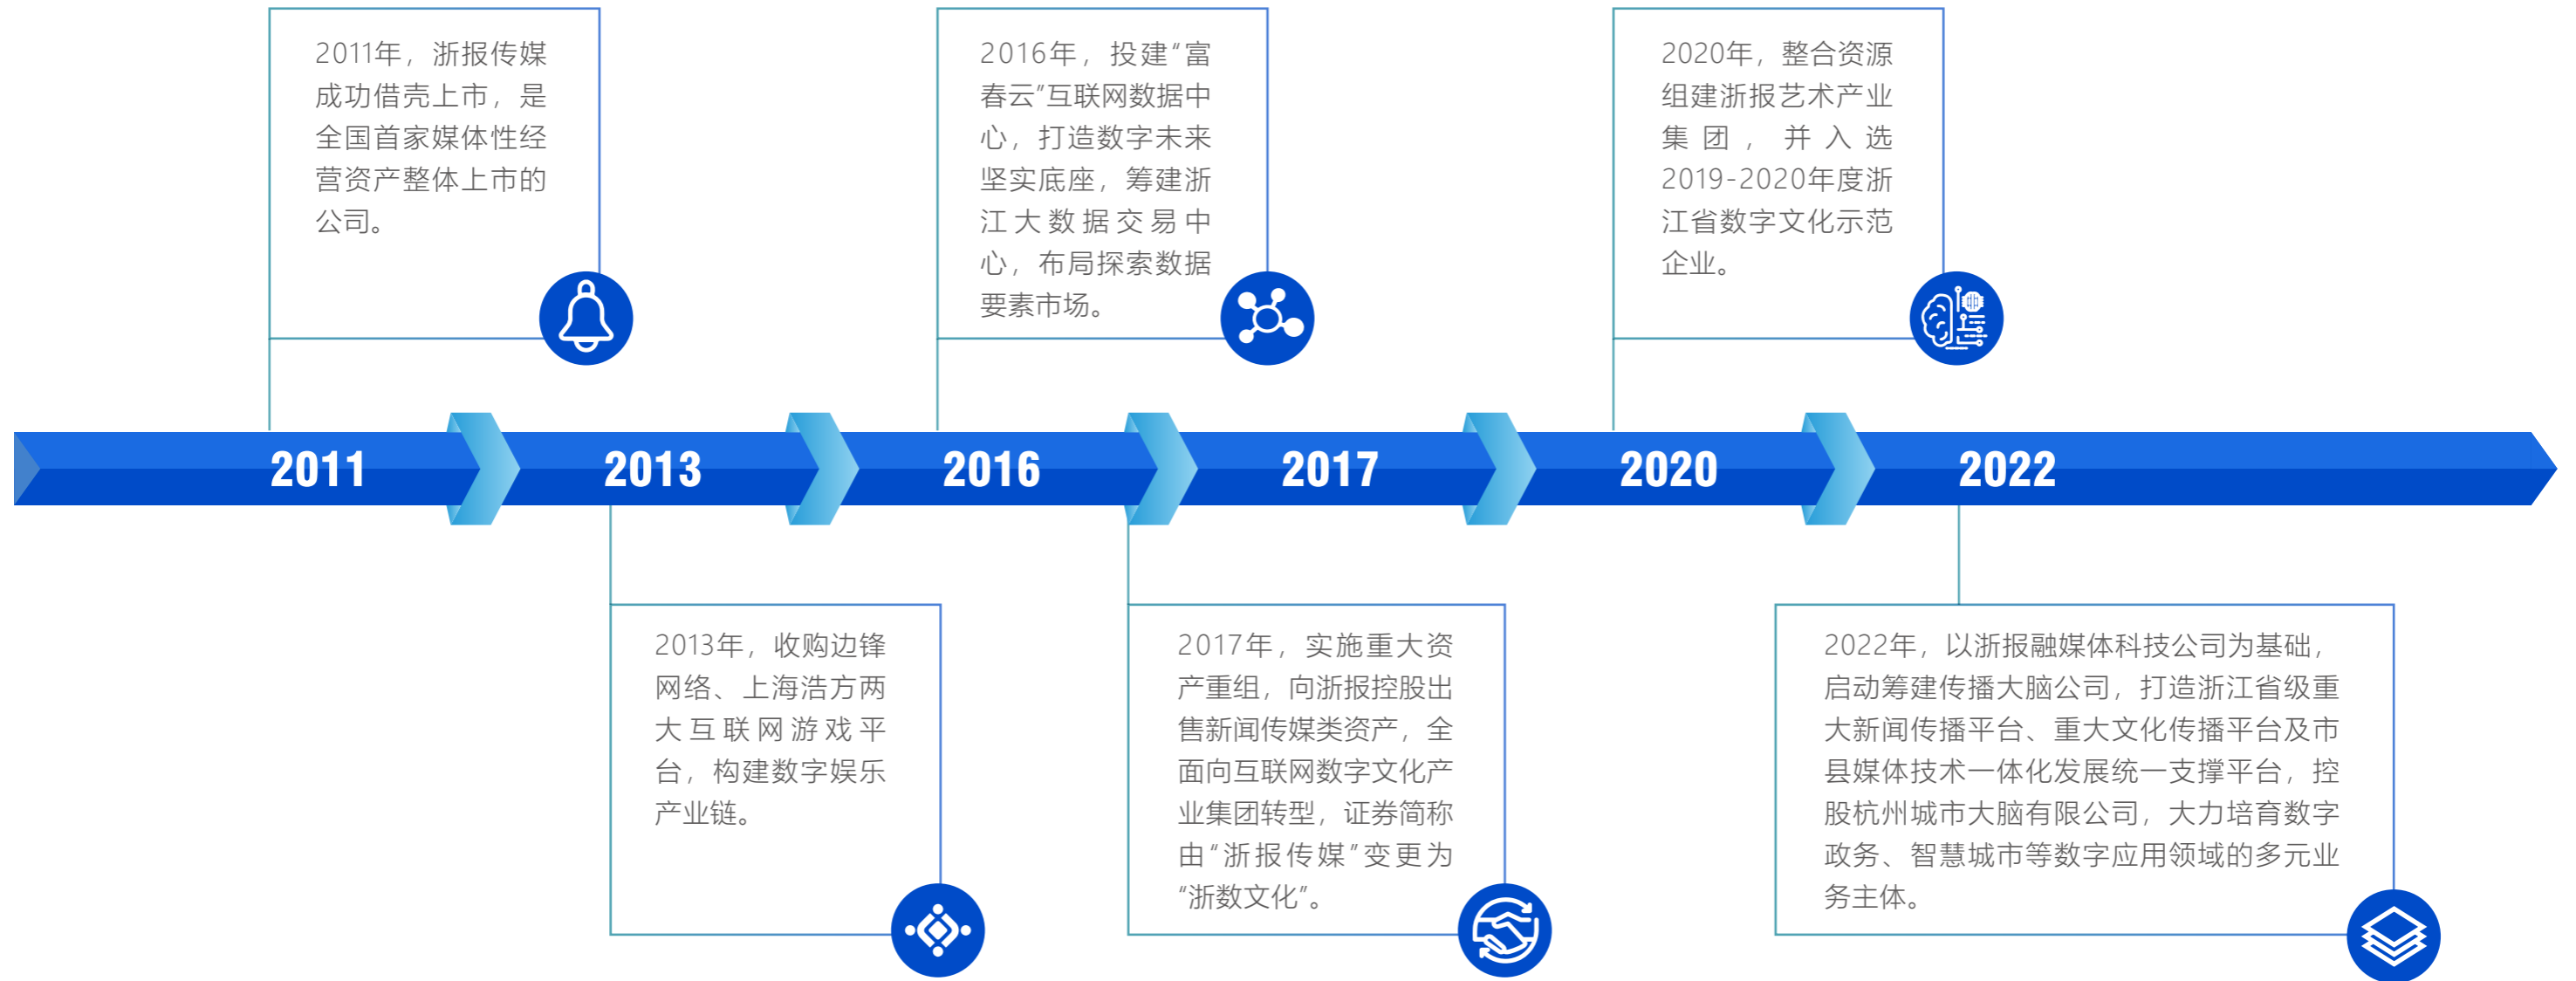 2011年，浙报传媒
成功借壳上市，是
全国首家媒体性经
营资产整体上市的
公司。
2016年，投建“富
春云”互联网数据中
心，打造数字未来
坚实底座，筹建浙
江大数据交易中
心，布局探索数据
要素市场。
2020年，整合资源
组建浙报艺术产业
集团，并入选
2019-2020年度浙
江省数字文化示范
企业。
2011
2013
2016
2017
2020
2022
2013年，收购边锋
网络、上海浩方两
大互联网游戏平
台，构建数字娱乐
产业链。
2017年，实施重大资
产重组，向浙报控股出
售新闻传媒类资产，全
面向互联网数字文化产
业集团转型，证券简称
由“浙报传媒”变更为
“浙数文化”。
2022年，以浙报融媒体科技公司为基础，
启动筹建传播大脑公司，打造浙江省级重
大新闻传播平台、重大文化传播平台及市
县媒体技术一体化发展统一支撑平台，控
股杭州城市大脑有限公司，大力培育数字
政务、智慧城市等数字应用领域的多元业
务主体。